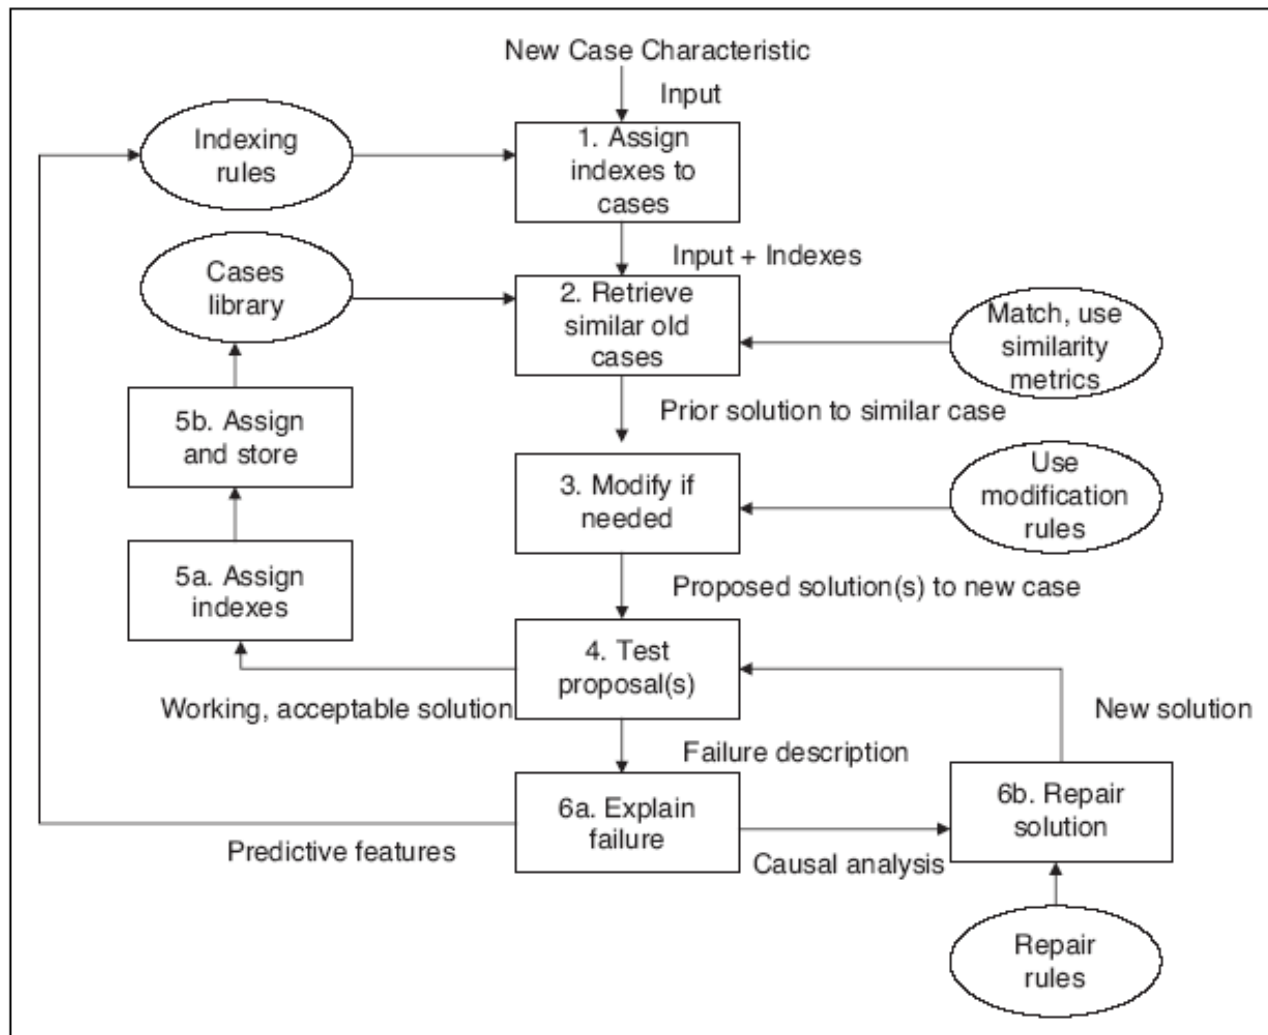 New Case Characteristic
Input
Indexing
rules
1. Assign
indexes to
cases
Input + Indexes
Cases
library
2. Retrieve
similar old
cases
Match, use
similarity
metrics
Prior solution to similar case
5b. Assign
and store
3. Modify if
needed
Use
modification
rules
Proposed solution(s) to new case
5a. Assign
indexes
4. Test
proposal(s)
Working, acceptable solution
New solution
Failure description
6a. Explain
failure
6b. Repair
solution
Predictive features
Causal analysis
Repair
rules